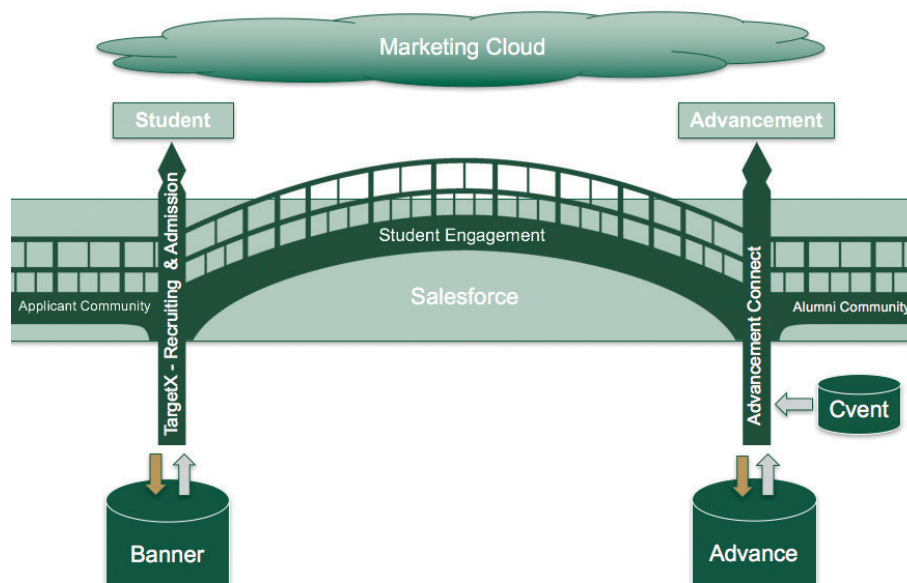 Marketing Cloud
Student
Advancement
TargetX - Recruiting & Admission
Student Engagement
Applicant Community
Salesforce
Advancement Connect
Alumni Community
Cvent
Banner
Advance